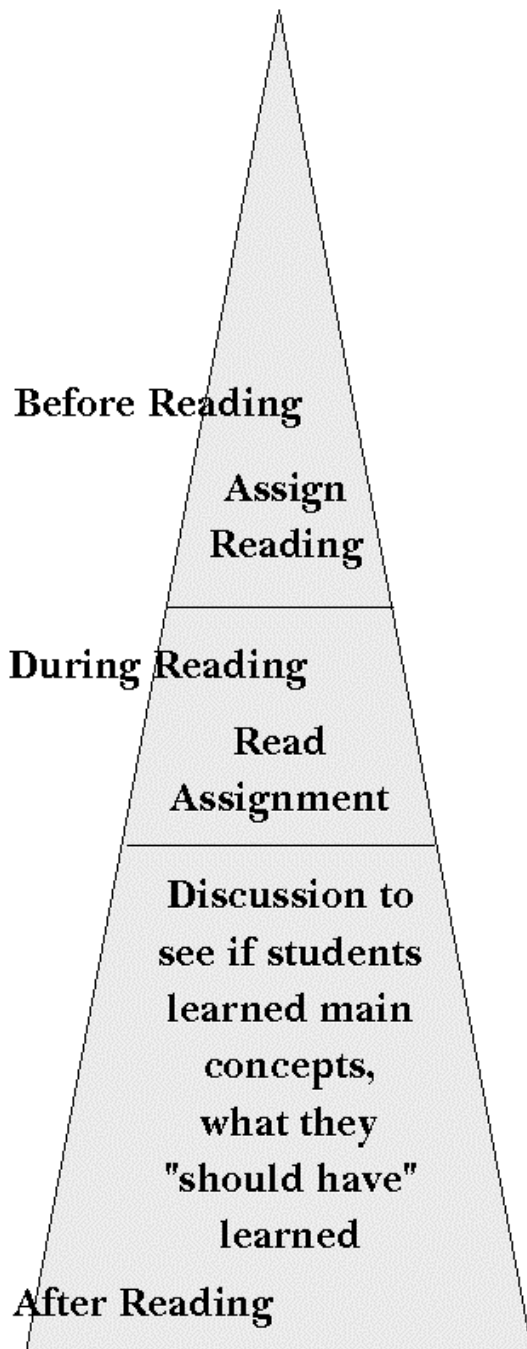 Before Reading
Assign
Reading
During Reading
Read
Assignment
Discussion to
see if students
learned main
concepts,
what they
"should have"
learned
After Reading